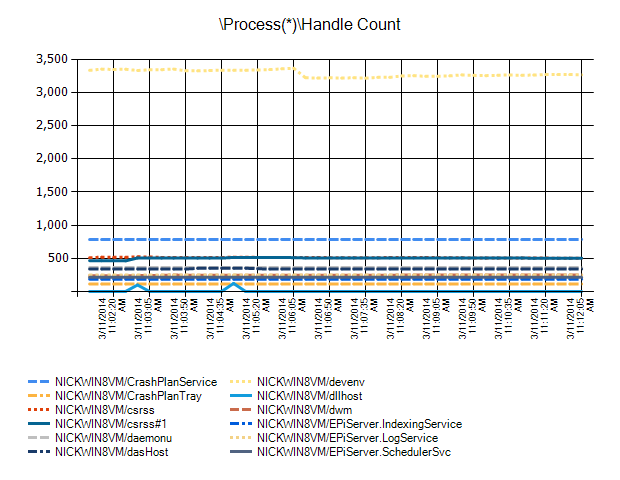 \Process(*)\Handle Count
3,500
3,000
2,500
2,000
1,500
1,000
500
3/11/2014 11:02:20 AM
3/11/2014 11:03:05 AM
3/11/2014 11:03:50 AM
3/11/2014 11:04:35 AM
3/11/2014 11:05:20 AM
3/11/2014 11:06:05 AM
3/11/2014 11:06:50 AM
3/11/2014 11:07:35 AM
3/11/2014 11:08:20 AM
3/11/2014 11:09:05 AM
3/11/2014 11:09:50 AM
3/11/2014 11:10:35 AM
3/11/2014 11:11:20 AM
3/11/2014 11:12:05 AM
NICKWIN8VM/CrashPlanService
NICKWIN8VM/devenv
NICKWIN8VM/CrashPlanTray
NICKWIN8VM/dllhost
NICKWIN8VM/csrss
NICKWIN8VM/dwm
NICKWIN8VM/csrss#1
NICKWIN8VM/EPiServer.IndexingService
NICKWIN8VM/daemonu
NICKWIN8VM/EPiServer.LogService
NICKWIN8VM/dasHost
NICKWIN8VM/EPiServer.SchedulerSvc